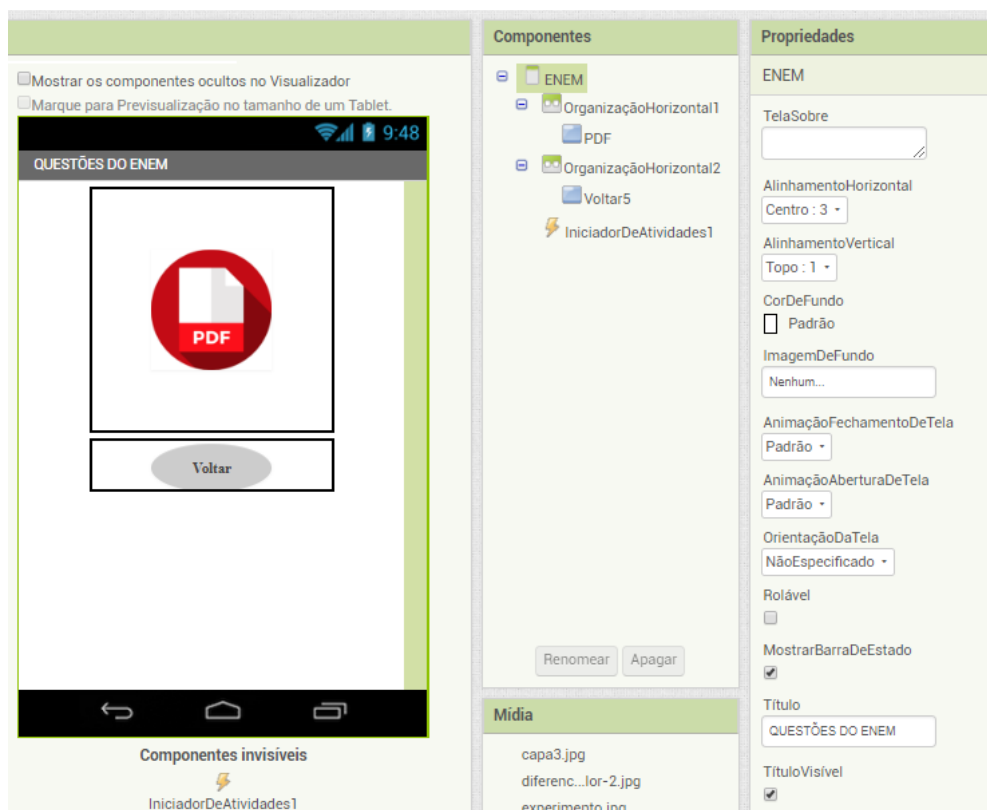 Mostrar os componentes ocultos no Visualizador
Marque para Previsualização no tamanho de um Tablet.
9:48
QUESTÕES DO ENEM
PDF
Voltar
Componentes invisíveis
IniciadorDeAtividades1
Componentes
ENEM
OrganizaçãoHorizontal1
PDF
OrganizaçãoHorizontal2
Voltar5
IniciadorDeAtividades1
Renomear Apagar
Mídia
capa3.jpg
diferenc...lor-2.jpg
experimento.jpg
Propriedades
ENEM
TelaSobre
AlinhamentoHorizontal
Centro : 3
AlinhamentoVertical
Topo : 1
CorDeFundo
Padrão
ImagemDeFundo
Nenhum...
AnimaçãoFechamentoDeTela
Padrão
AnimaçãoAberturaDeTela
Padrão
OrientaçãoDaTela
NãoEspecificado
Rolável
MostrarBarraDeEstado
Título
QUESTÕES DO ENEM
TítuloVisível